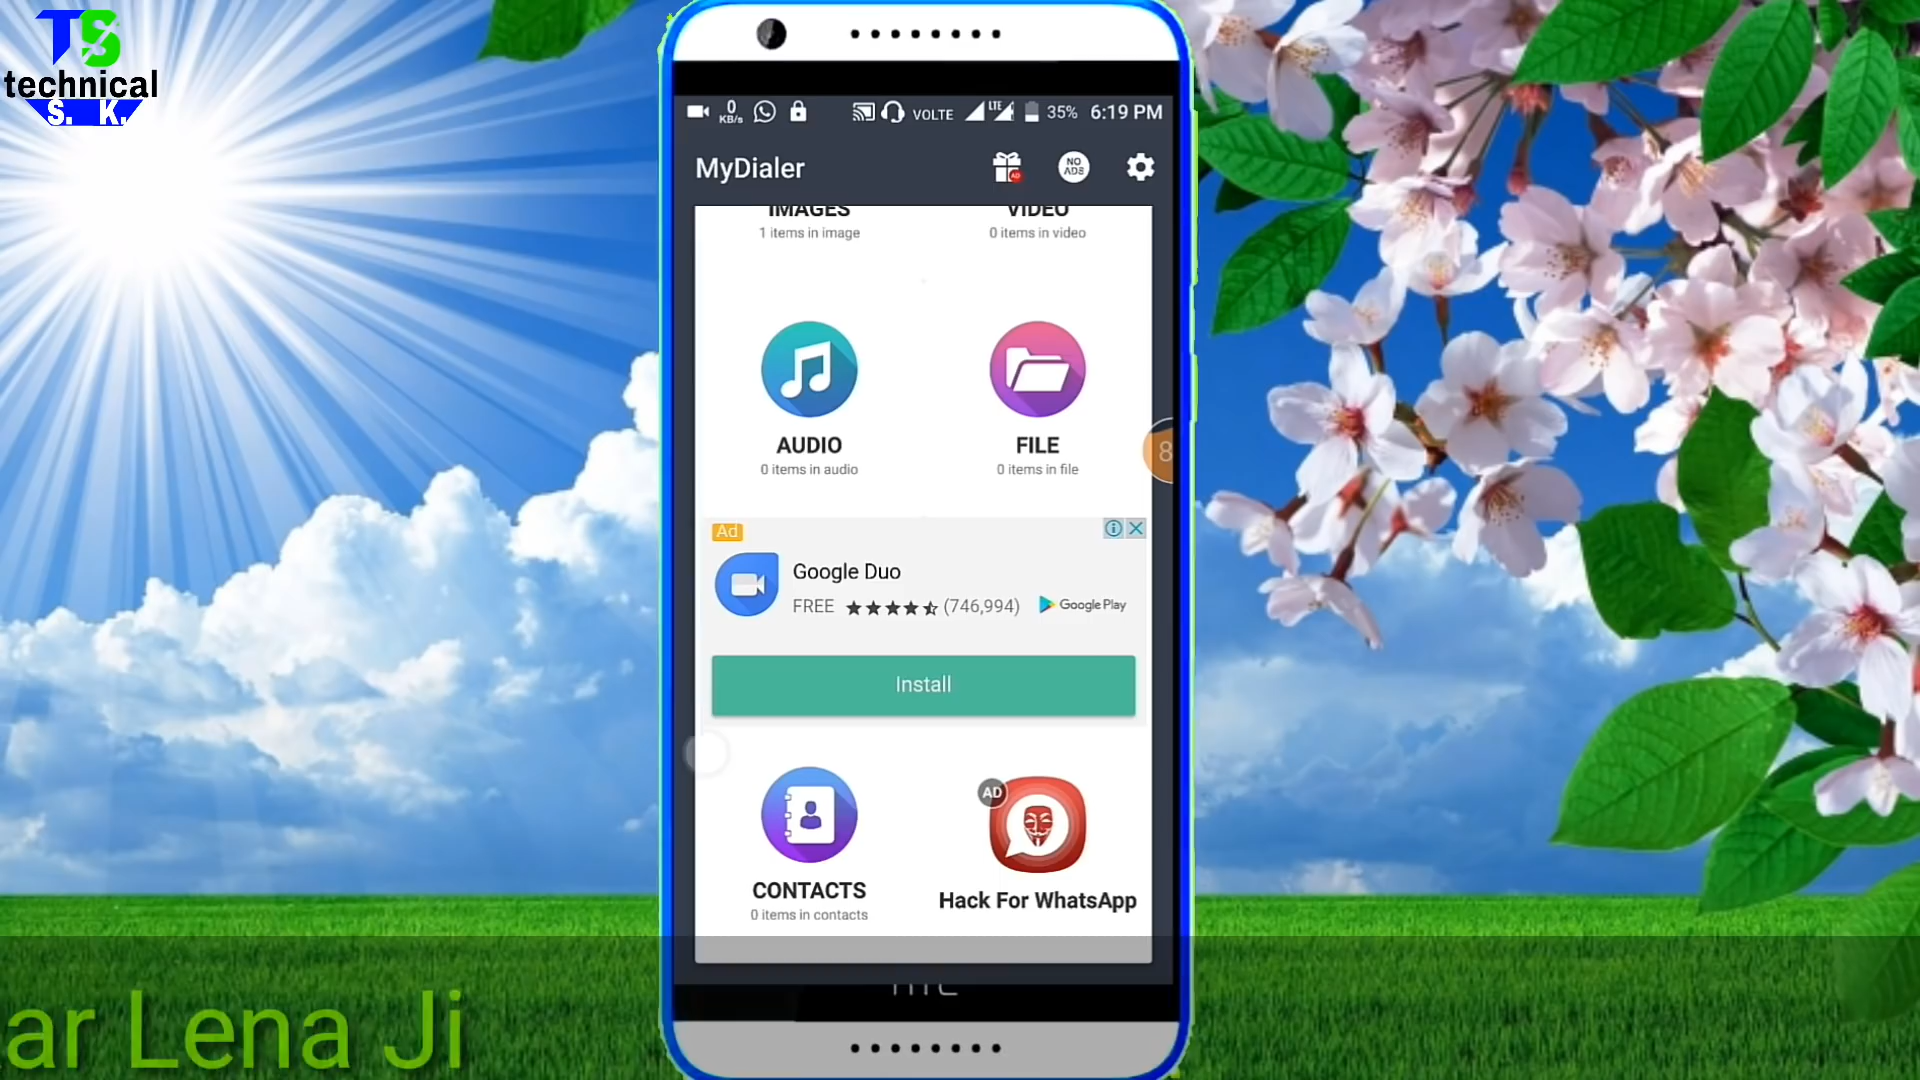 TS
technical
S. K.
0
KB/s
VOLTE
LTE
35%
6:19 PM
MyDialer
AD
NO
ADS
IMAGES
VIDEO
1 items in image
0 items in video
AUDIO
FILE
0 items in audio
0 items in file
8
Ad
Google Duo
FREE
(746,994)
Google Play
Install
AD
CONTACTS
Hack For WhatsApp
0 items in contacts
ar Lena Ji